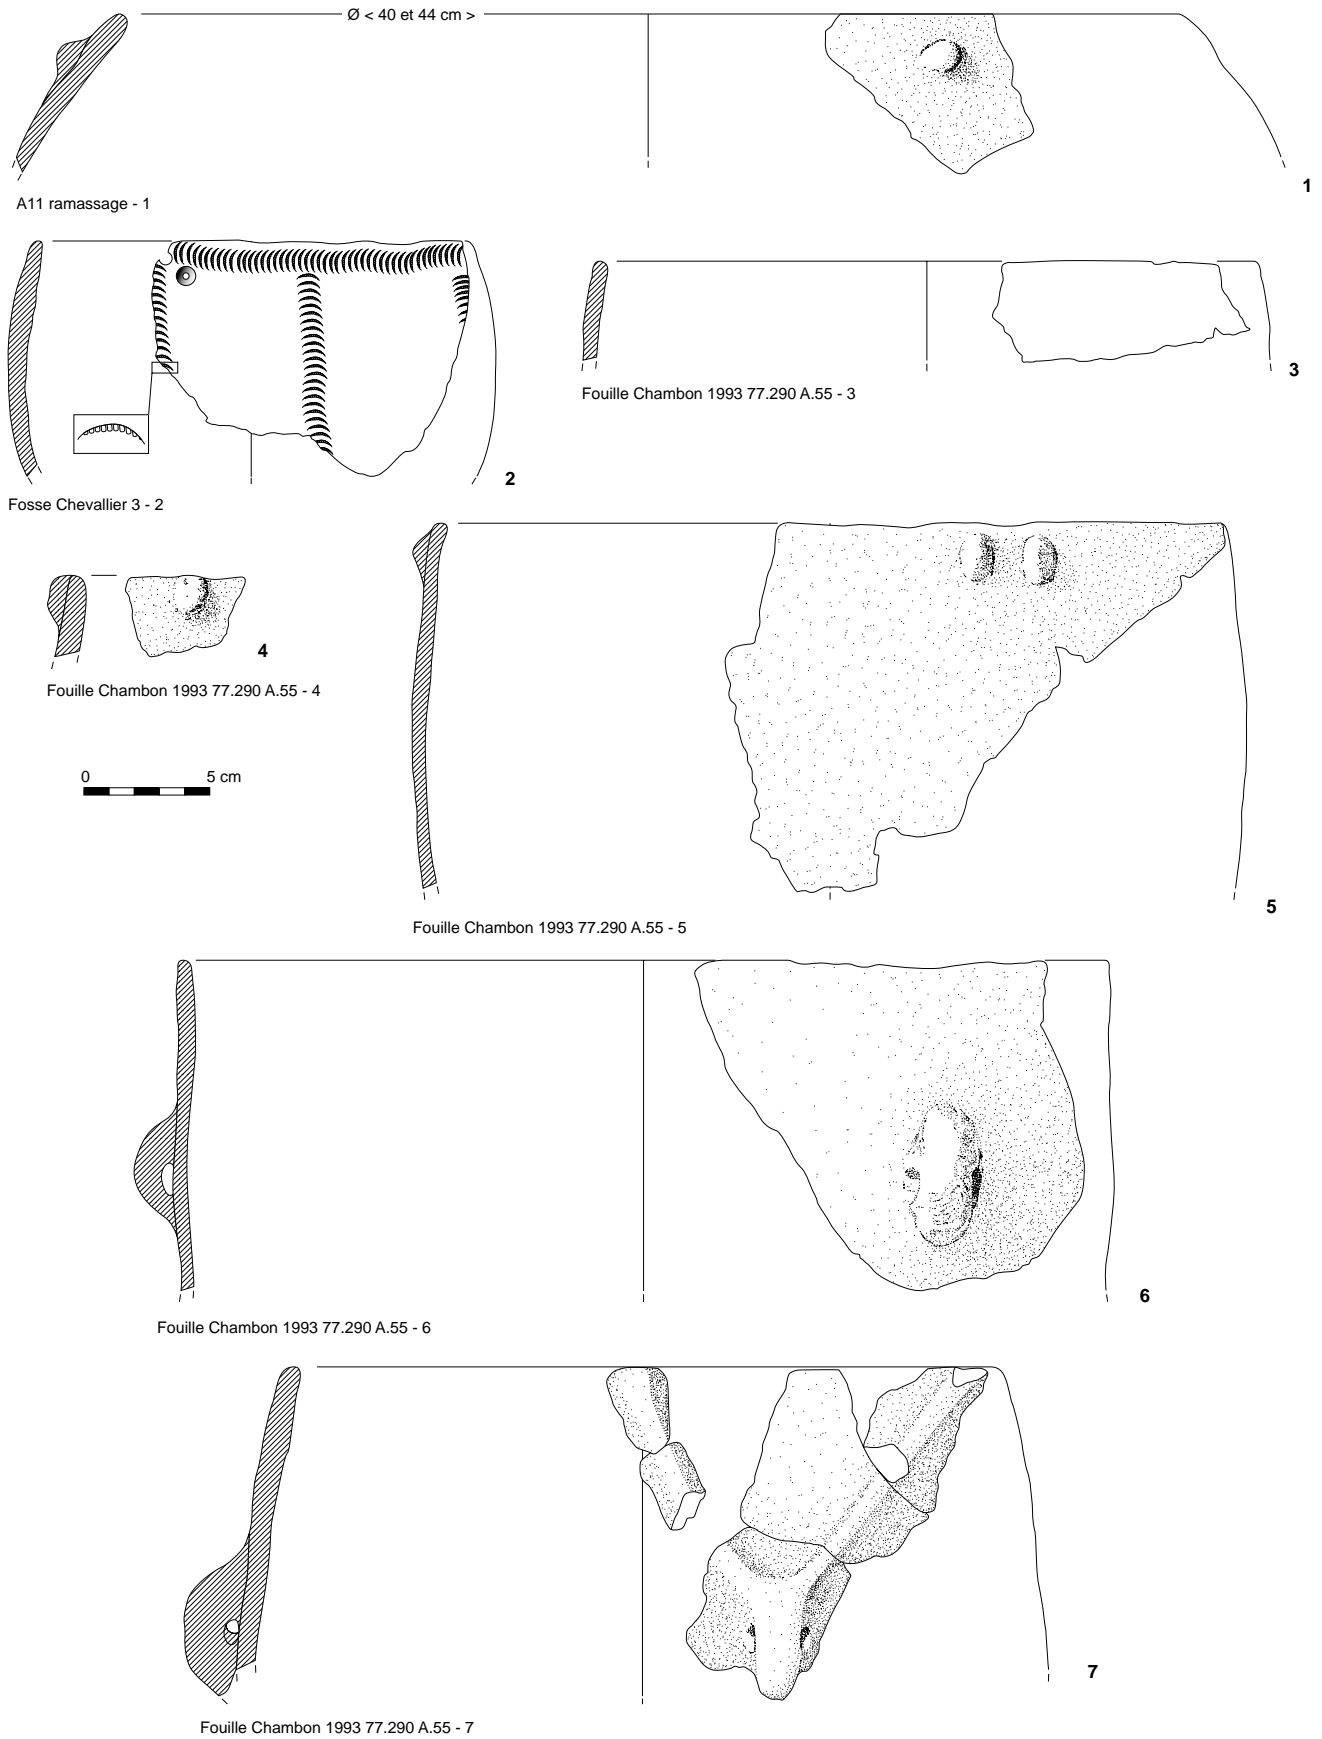 Ø < 40 et 44 cm >
1
A11 ramassage - 1
2
Fosse Chevallier 3 - 2
3
Fouille Chambon 1993 77.290 A.55 - 3
4
Fouille Chambon 1993 77.290 A.55 - 4
0 5 cm
5
Fouille Chambon 1993 77.290 A.55 - 5
6
Fouille Chambon 1993 77.290 A.55 - 6
7
Fouille Chambon 1993 77.290 A.55 - 7